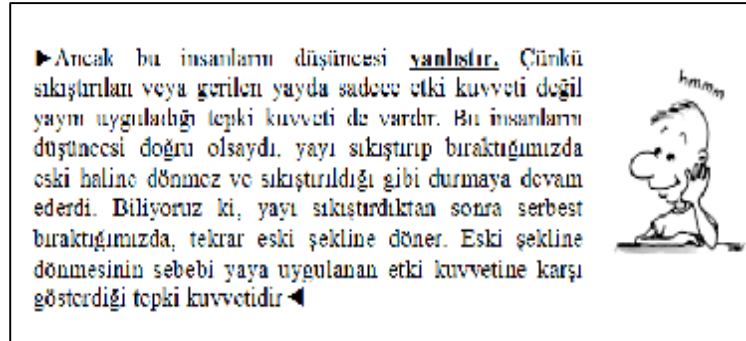 ►Ancak bu insanların düşüncesi yanlıştır. Çünkü
sıkıştırılan veya gerilen yayda sadece etki kuvveti değil
yayın uyguladığı tepki kuvveti de vardır. Bu insanların
düşüncesi doğru olsaydı, yayı sıkıştırıp bıraktığımızda
eski haline dönmez ve sıkıştırıldığı gibi durmaya devam
ederdi. Biliyoruz ki, yayı sıkıştırdıktan sonra serbest
bıraktığımızda, tekrar eski şekline döner. Eski şekline
dönmesinin sebebi yaya uygulanan etki kuvvetine karşı
gösterdiği tepki kuvvetidir◄
hmmm